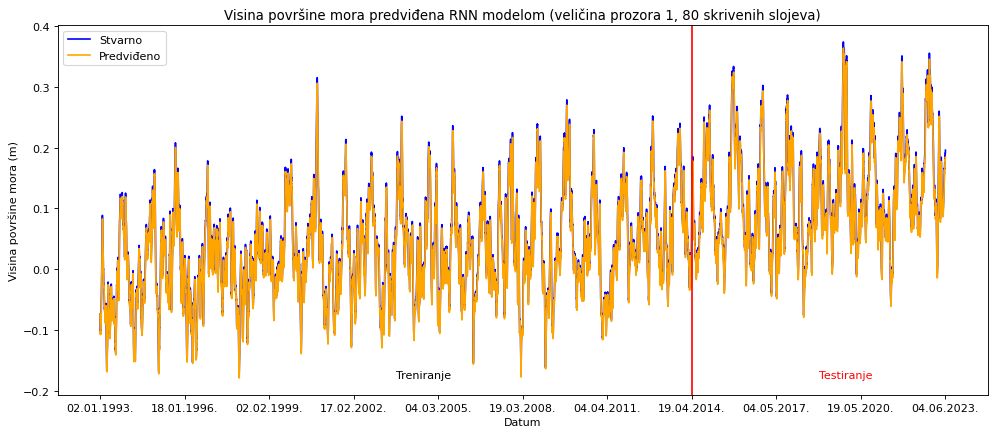 Visina površine mora predviđena RNN modelom (veličina prozora 1, 80 skrivenih slojeva)
Stvarno
Predviđeno
Visina površine mora (m)
0.4
0.3
0.2
0.1
0.0
−0.1
−0.2
Treniranje
Testiranje
02.01.1993. 18.01.1996. 02.02.1999. 17.02.2002. 04.03.2005. 19.03.2008. 04.04.2011. 19.04.2014. 04.05.2017. 19.05.2020. 04.06.2023.
Datum